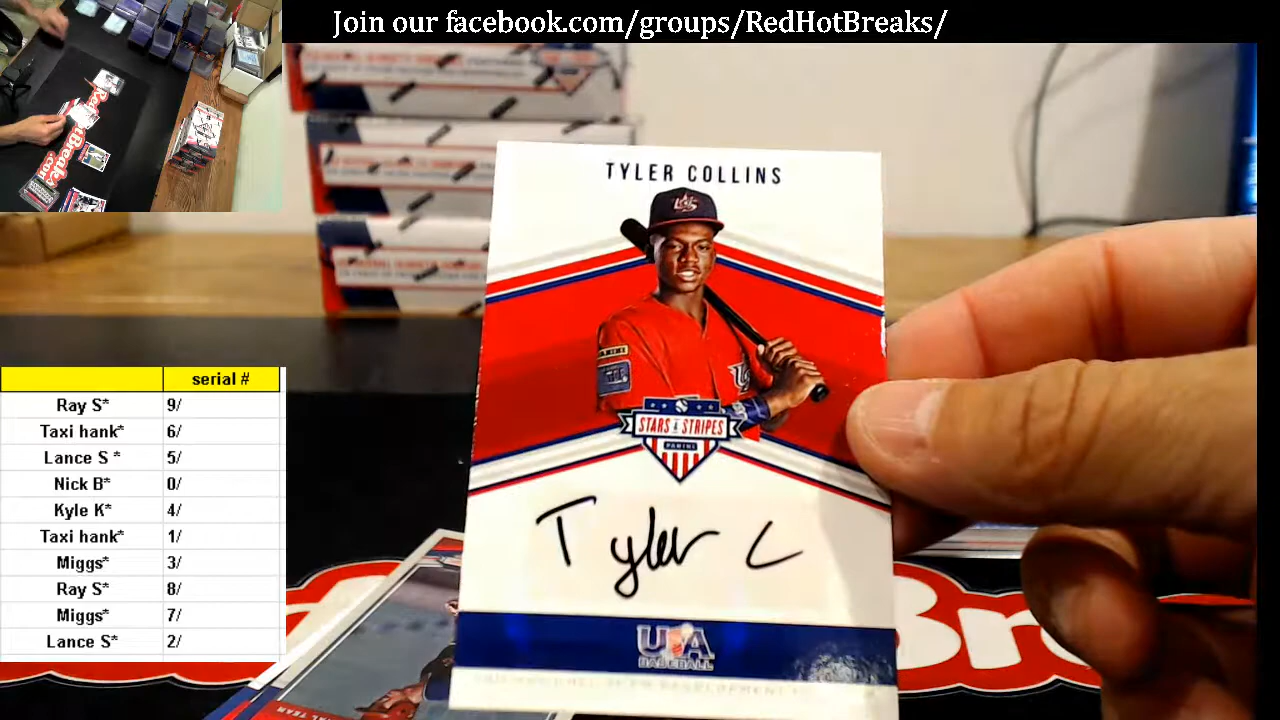 Join our facebook.com/groups/RedHotBreaks/
TYLER COLLINS
STARS & STRIPES
PANINI
Tyler C
USA
BASEBALL
serial #
Ray S* 9/
Taxi hank* 6/
Lance S * 5/
Nick B* 0/
Kyle K* 4/
Taxi hank* 1/
Miggs* 3/
Ray S* 8/
Miggs* 7/
Lance S* 2/